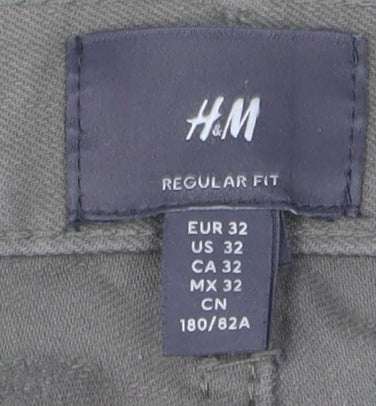 H&M
REGULAR FIT
EUR 32
US 32
CA 32
MX 32
CN
180/82A